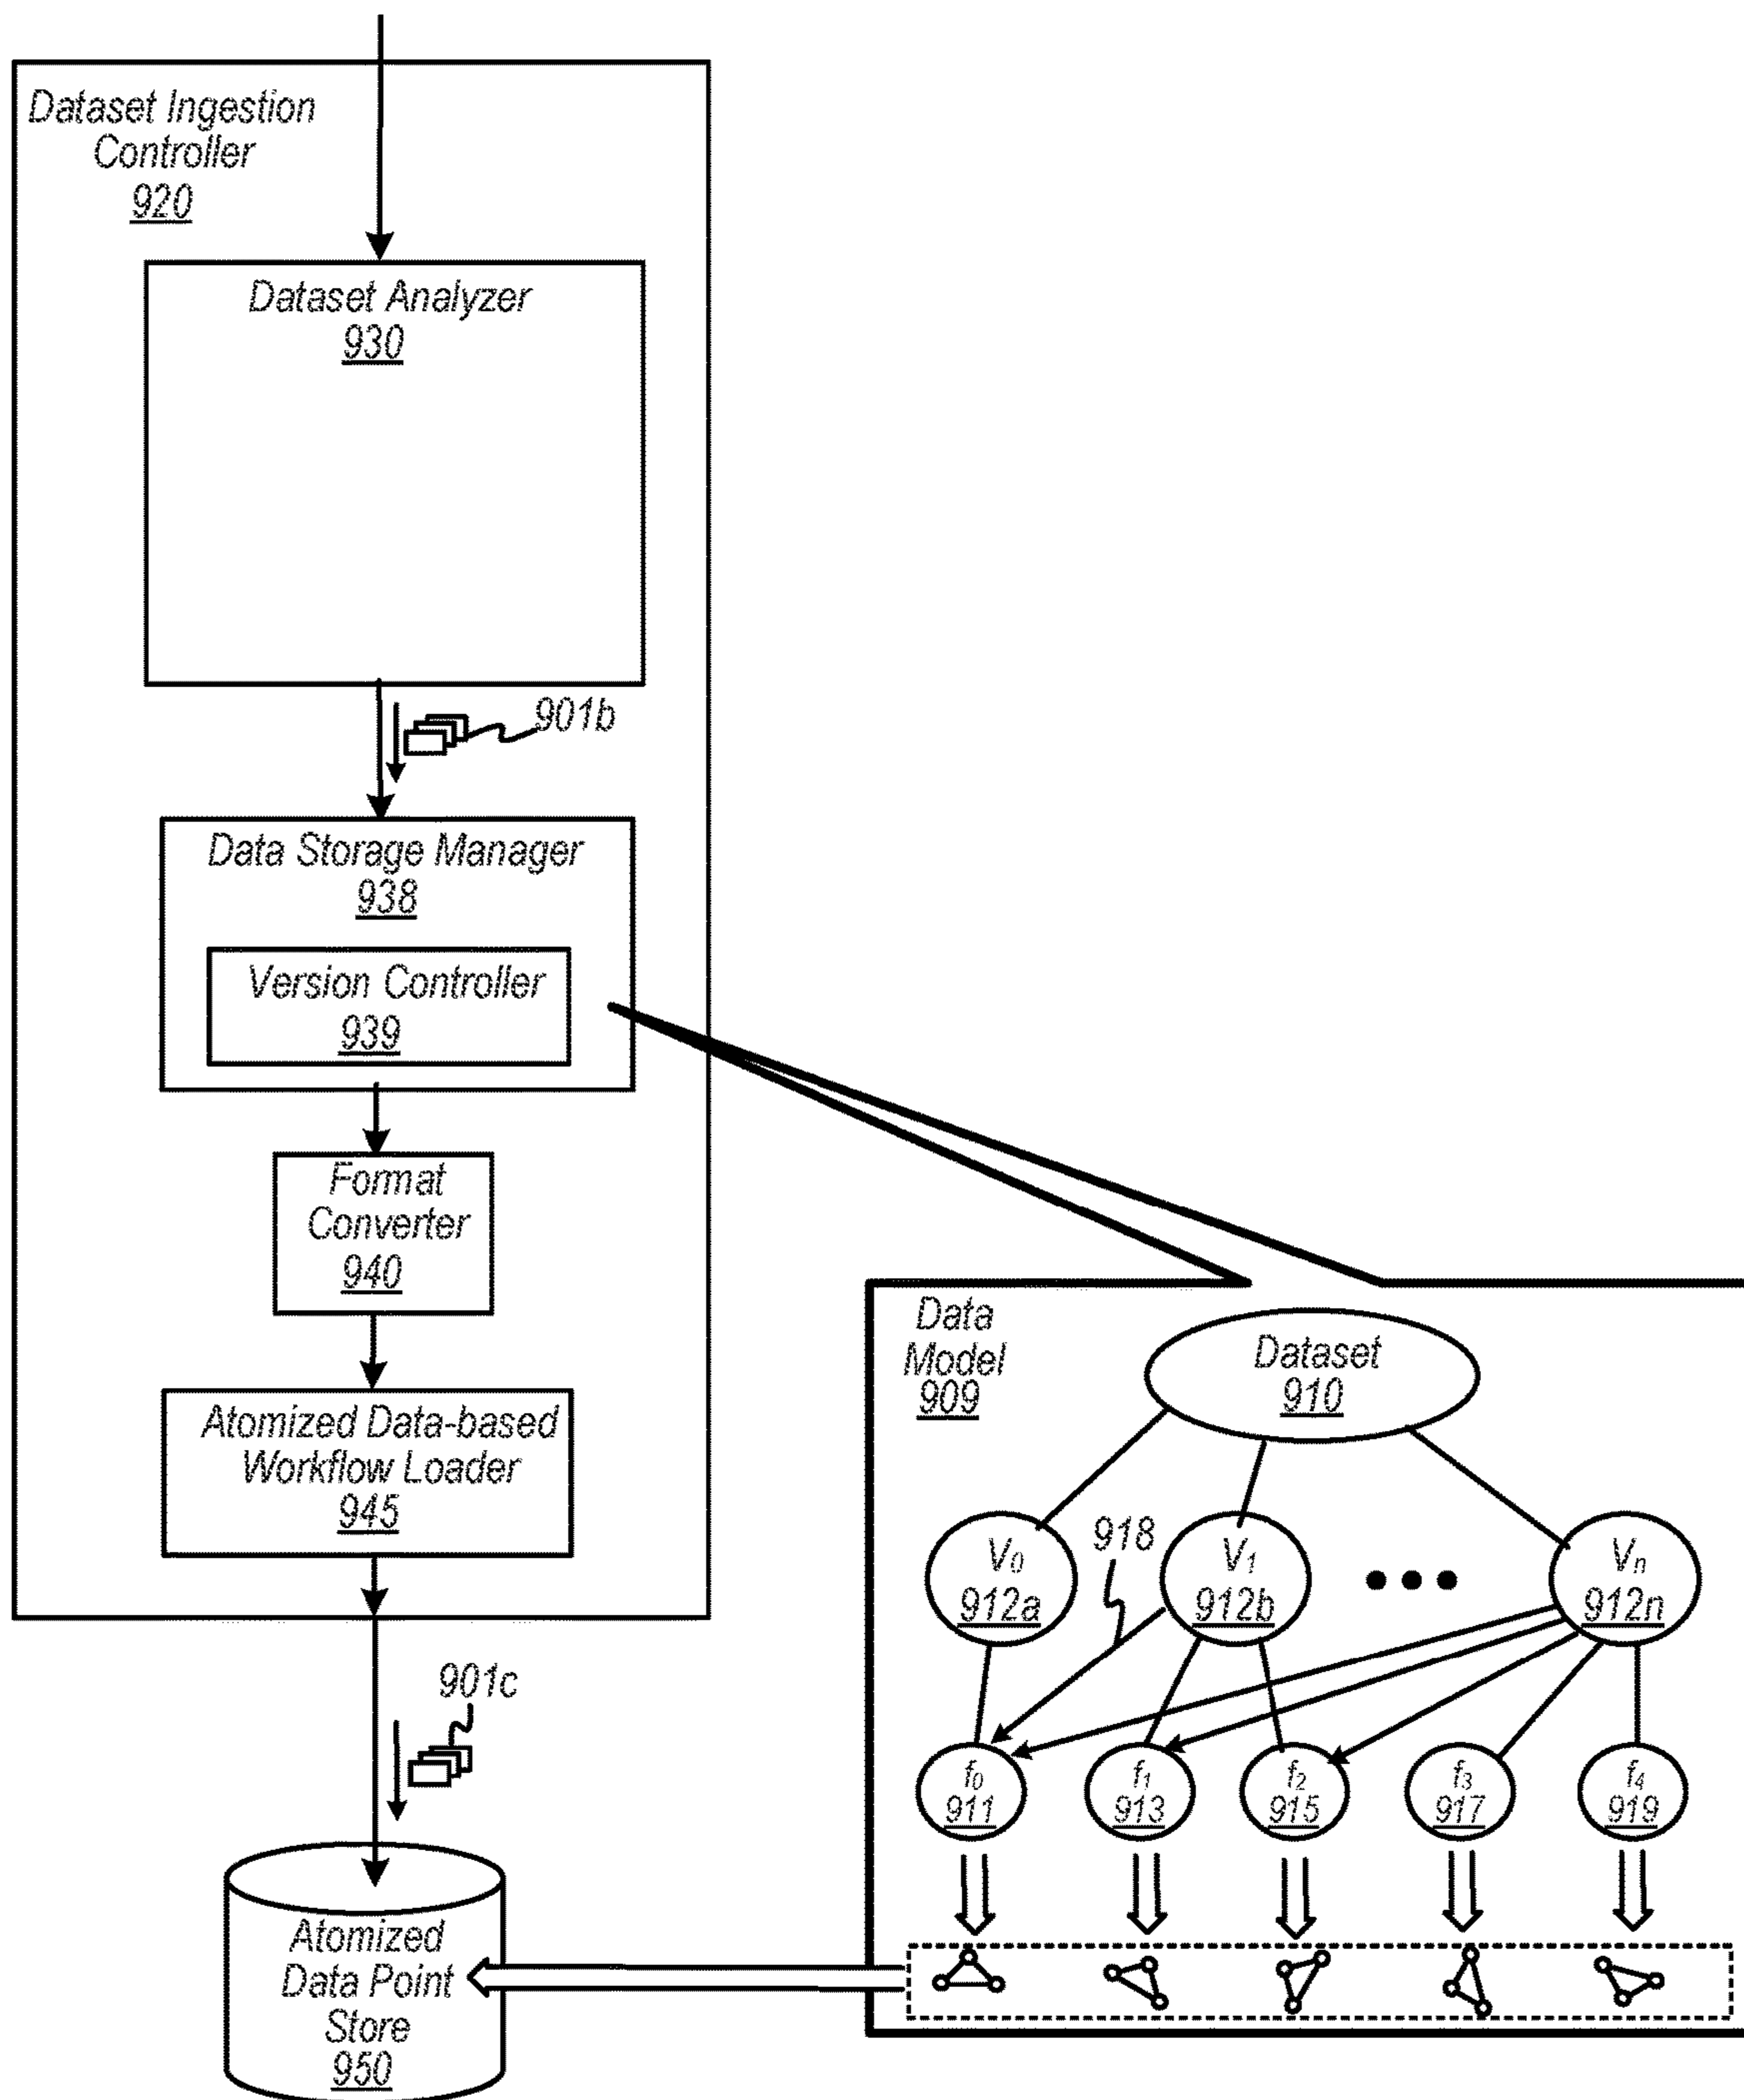 Dataset Ingestion
Controller
920
Dataset Analyzer
930
901b
Data Storage Manager
938
Version Controller
939
Format
Converter
940
Atomized Data-based
Workflow Loader
945
901c
Atomized
Data Point
Store
950
Data
Model
909
Dataset
910
918
V₀
912a
V₁
912b
Vₙ
912n
f₀
911
f₁
913
f₂
915
f₃
917
f₄
919